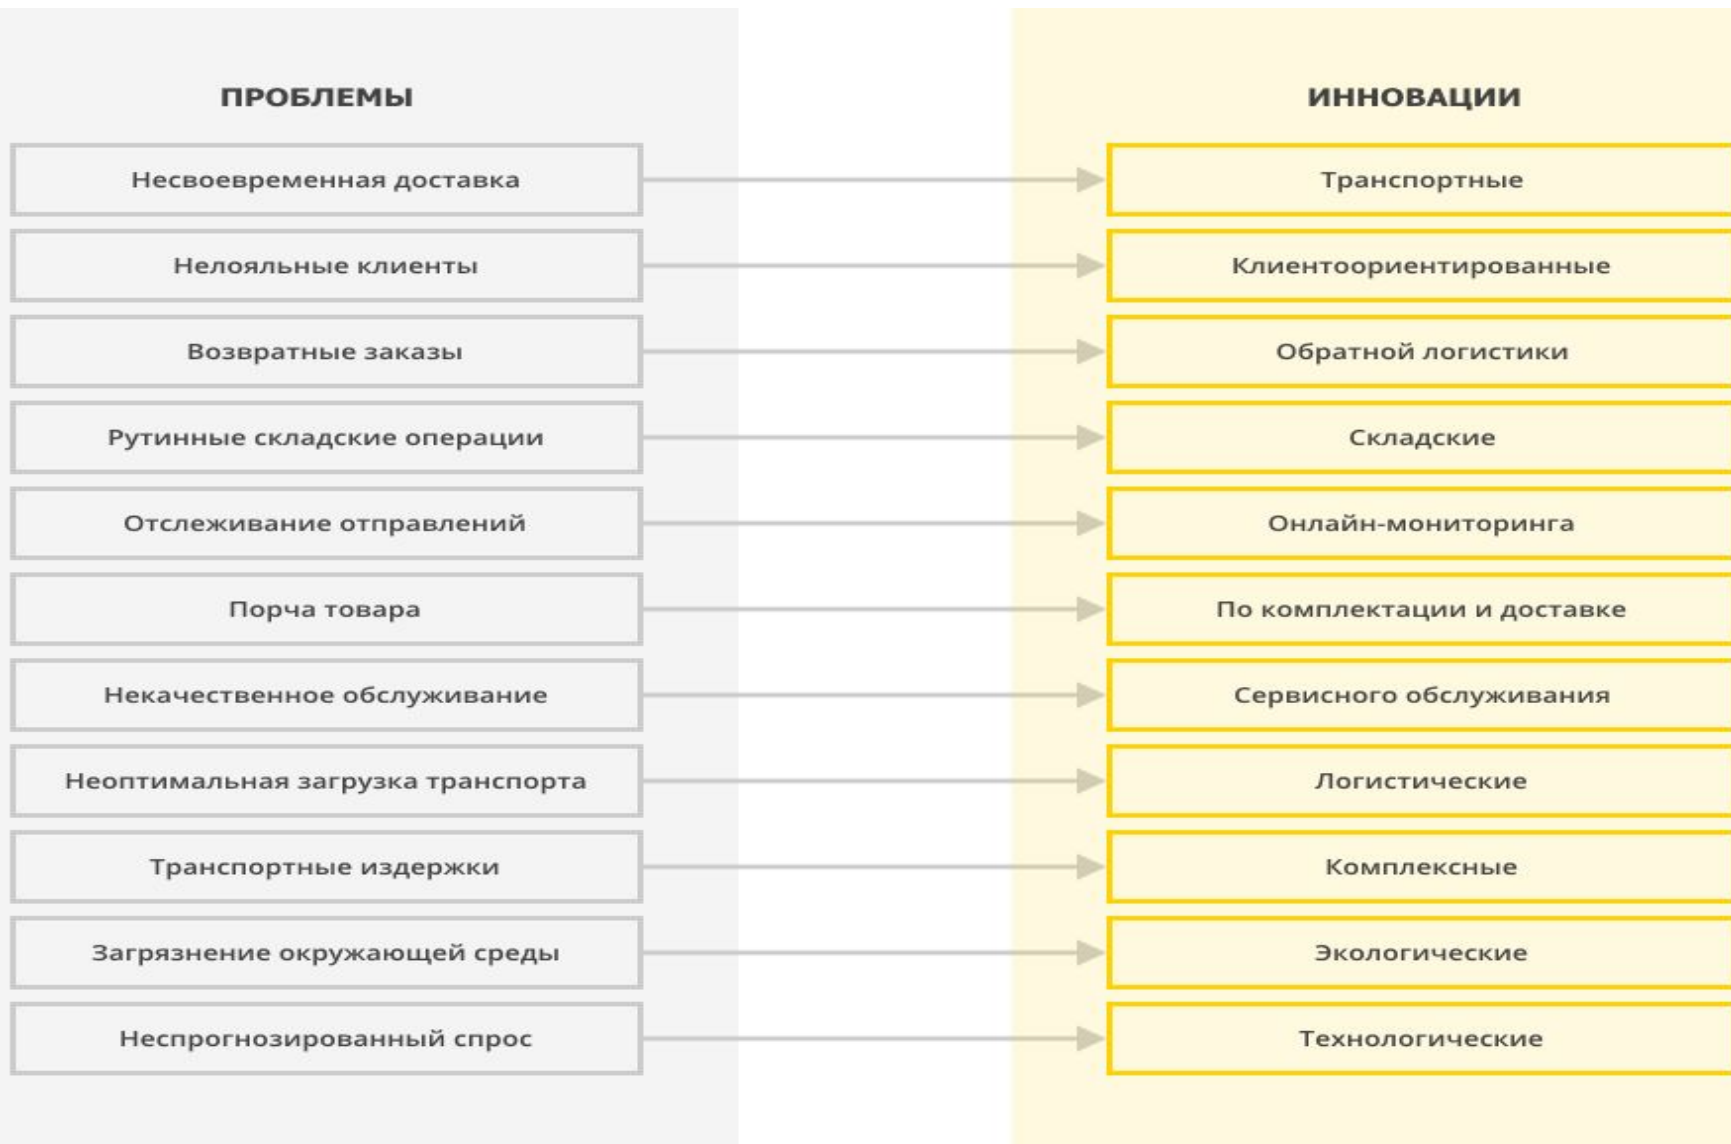 ПРОБЛЕМЫ
ИННОВАЦИИ
Несвоевременная доставка
Транспортные
Нелояльные клиенты
Клиентоориентированные
Возвратные заказы
Обратной логистики
Рутинные складские операции
Складские
Отслеживание отправлений
Онлайн-мониторинга
Порча товара
По комплектации и доставке
Некачественное обслуживание
Сервисного обслуживания
Неоптимальная загрузка транспорта
Логистические
Транспортные издержки
Комплексные
Загрязнение окружающей среды
Экологические
Неспрогнозированный спрос
Технологические